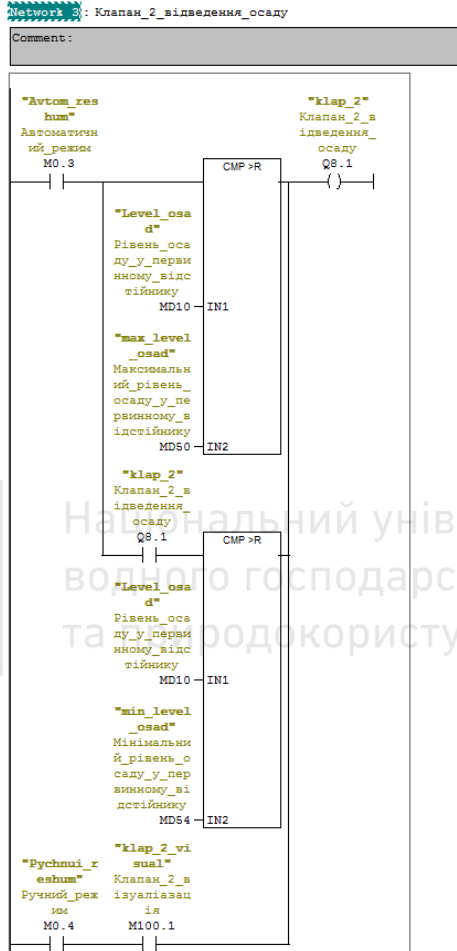 Network 3: Клапан_2_відведення_осаду
Comment:
"Avtom_res
hum"
Автоматичн
ий_режим
M0.3
"klap_2"
Клапан_2_в
ідведення_
осаду
Q8.1
CMP >R
"Level_osa
d"
Рівень_оса
ду_у_перви
нному_відс
тійнику
MD10
IN1
"max_level
_osad"
Максимальн
ий_рівень_
осаду_у_пе
рвинному_в
ідстійнику
MD50
IN2
"klap_2"
Клапан_2_в
ідведення_
осаду
Q8.1
CMP >R
"Level_osa
d"
Рівень_оса
ду_у_перви
нному_відс
тійнику
MD10
IN1
"min_level
_osad"
Мінімальни
й_рівень_о
саду_у_пер
винному_ві
дстійнику
MD54
IN2
"Pychnui_r
eshum"
Ручний_реж
им
M0.4
"klap_2_vi
sual"
Клапан_2_в
ізуалізац
ія
M100.1
Національний унів
водного господарс
та природокористу